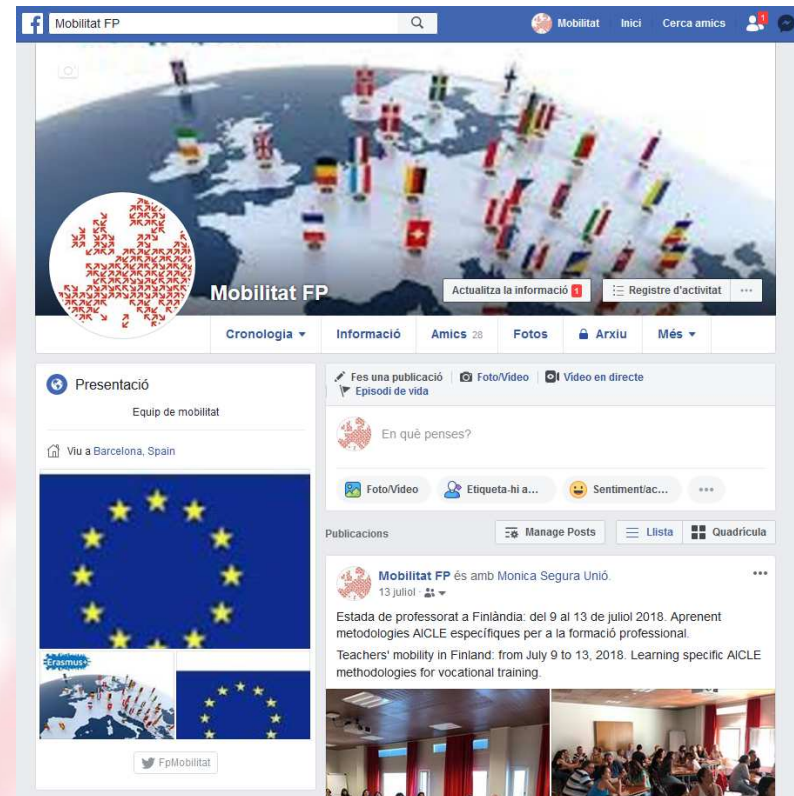 Mobilitat FP
Mobilitat Inici Cerca amics 1
Mobilitat FP
Actualitza la informació 1 Registre d'activitat ...
Cronologia Informació Amics 28 Fotos Arxiu Més
Presentació
Equip de mobilitat
Viu a Barcelona, Spain
Erasmus+
FpMobilitat
Fes una publicació Foto/Vídeo Vídeo en directe
Episodi de vida
En què penses?
Foto/Vídeo Etiqueta-hi a... Sentiment/ac... ...
Publicacions Manage Posts Llista Quadrícula
Mobilitat FP és amb Monica Segura Unió. ...
13 juliol ·
Estada de professorat a Finlàndia: del 9 al 13 de juliol 2018. Aprenent
metodologies AICLE específiques per a la formació professional.
Teachers' mobility in Finland: from July 9 to 13, 2018. Learning specific AICLE
methodologies for vocational training.